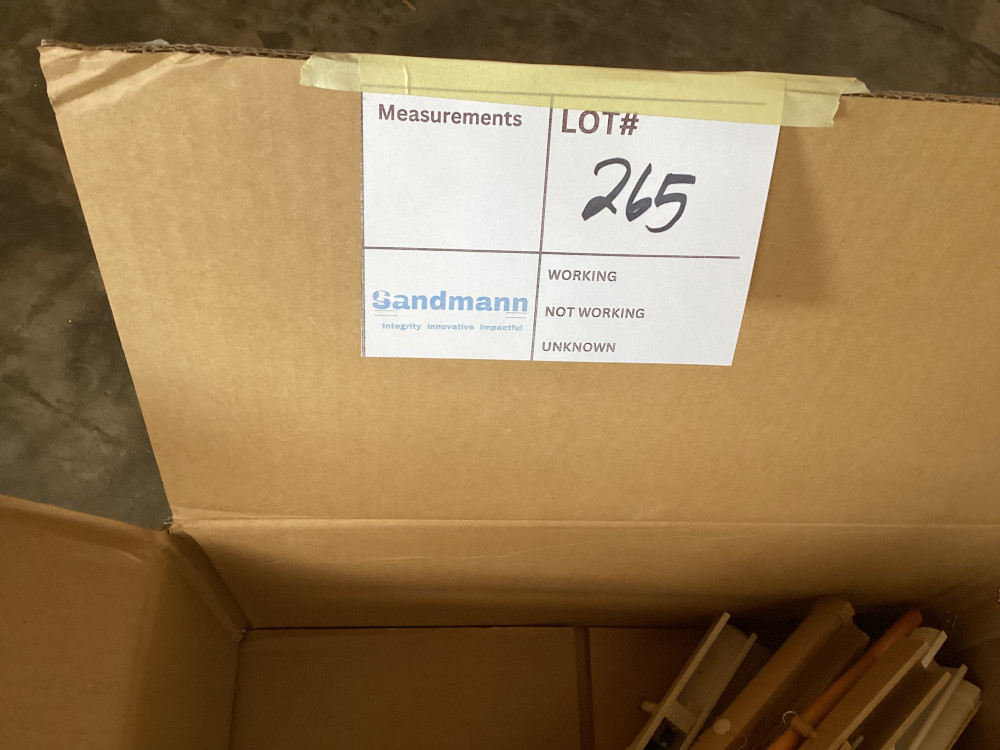 Measurements
LOT#
265
Sandmann
Integrity Innovative Impactful
WORKING
NOT WORKING
UNKNOWN